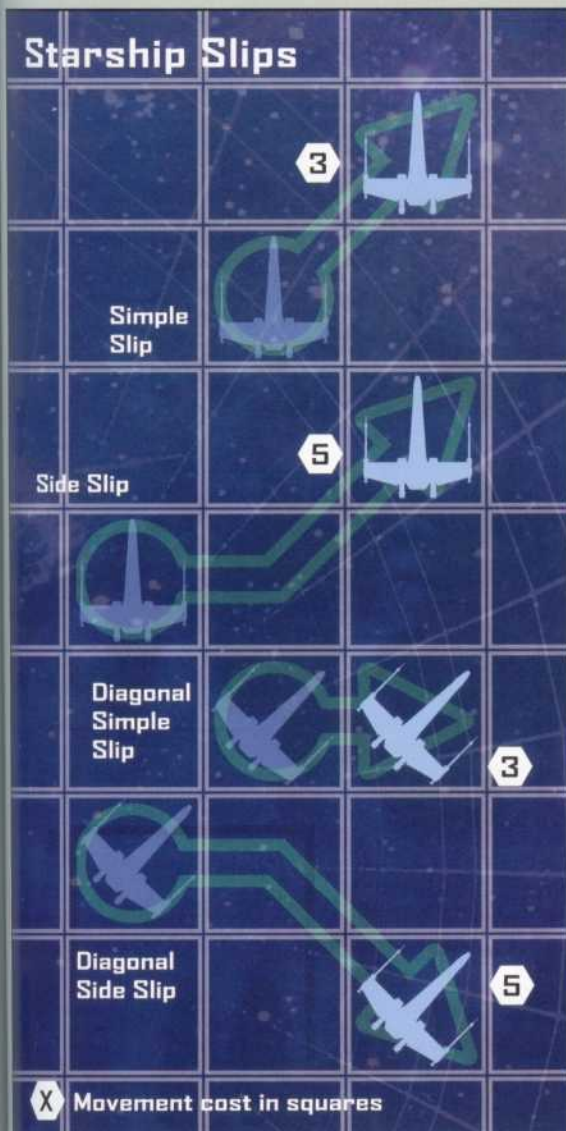 Starship Slips
3
Simple
Slip
5
Side Slip
Diagonal
Simple
Slip
3
Diagonal
Side Slip
5
X Movement cost in squares